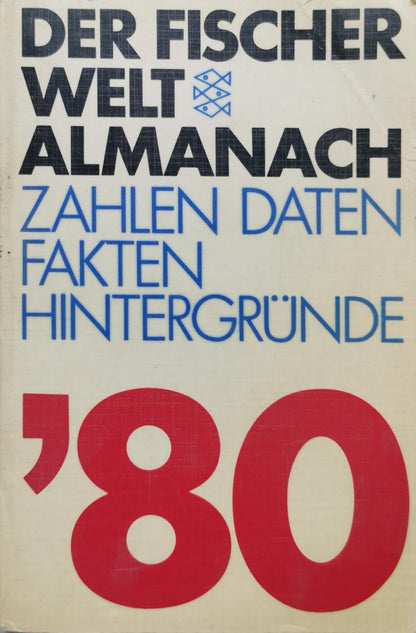 DER FISCHER
WELT
ALMANACH
ZAHLEN DATEN
FAKTEN
HINTERGRÜNDE
'80